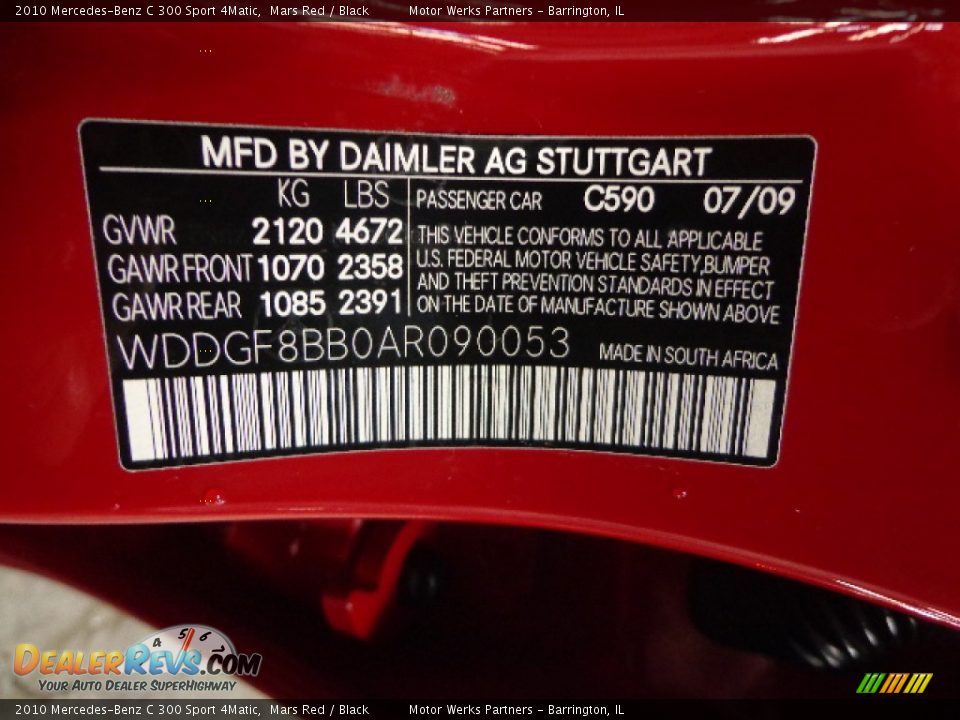 2010 Mercedes-Benz C 300 Sport 4Matic, Mars Red / Black Motor Werks Partners - Barrington, IL
MFD BY DAIMLER AG STUTTGART
KG LBS
GVWR 2120 4672
GAWR FRONT 1070 2358
GAWR REAR 1085 2391
PASSENGER CAR C590 07/09
THIS VEHICLE CONFORMS TO ALL APPLICABLE
U.S. FEDERAL MOTOR VEHICLE SAFETY,BUMPER
AND THEFT PREVENTION STANDARDS IN EFFECT
ON THE DATE OF MANUFACTURE SHOWN ABOVE
WDDGF8BB0AR090053 MADE IN SOUTH AFRICA
4 5 6 7
DEALERREVS.COM
YOUR AUTO DEALER SUPERHIGHWAY
2010 Mercedes-Benz C 300 Sport 4Matic, Mars Red / Black Motor Werks Partners - Barrington, IL